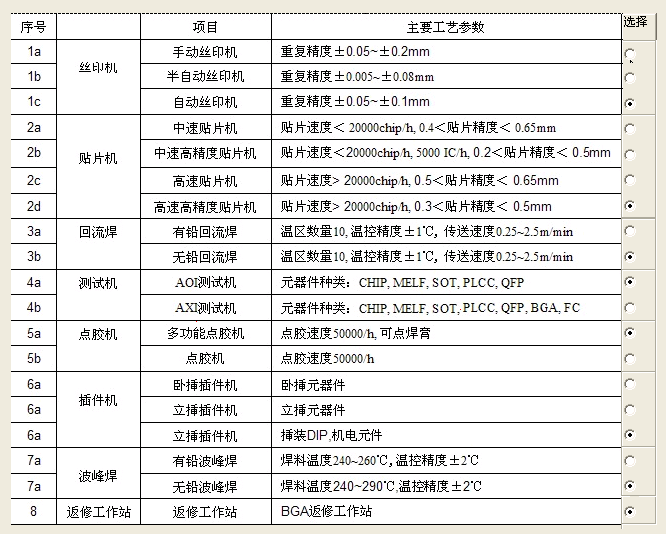 序号 项目 主要工艺参数 选择
1a 丝印机 手动丝印机 重复精度±0.05~±0.2mm
1b 半自动丝印机 重复精度±0.005~±0.08mm
1c 自动丝印机 重复精度±0.05~±0.1mm
2a 贴片机 中速贴片机 贴片速度＜ 20000chip/h, 0.4＜贴片精度＜ 0.65mm
2b 中速高精度贴片机 贴片速度＜20000chip/h, 5000 IC/h, 0.2＜贴片精度＜ 0.5mm
2c 高速贴片机 贴片速度> 20000chip/h, 0.5＜贴片精度＜ 0.65mm
2d 高速高精度贴片机 贴片速度> 20000chip/h, 0.3＜贴片精度＜ 0.5mm
3a 回流焊 有铅回流焊 温区数量10, 温控精度±1℃, 传送速度0.25~2.5m/min
3b 无铅回流焊 温区数量10, 温控精度±1℃, 传送速度0.25~2.5m/min
4a 测试机 AOI测试机 元器件种类：CHIP, MELF, SOT, PLCC, QFP
4b AXI测试机 元器件种类：CHIP, MELF, SOT, PLCC, QFP, BGA, FC
5a 点胶机 多功能点胶机 点胶速度50000/h, 可点焊膏
5b 点胶机 点胶速度50000/h
6a 插件机 卧挿插件机 卧挿元器件
6a 立挿插件机 立挿元器件
6a 立挿插件机 挿装DIP,机电元件
7a 波峰焊 有铅波峰焊 焊料温度240~260℃, 温控精度±2℃
7a 无铅波峰焊 焊料温度240~290℃,温控精度±2℃
8 返修工作站 返修工作站 BGA返修工作站